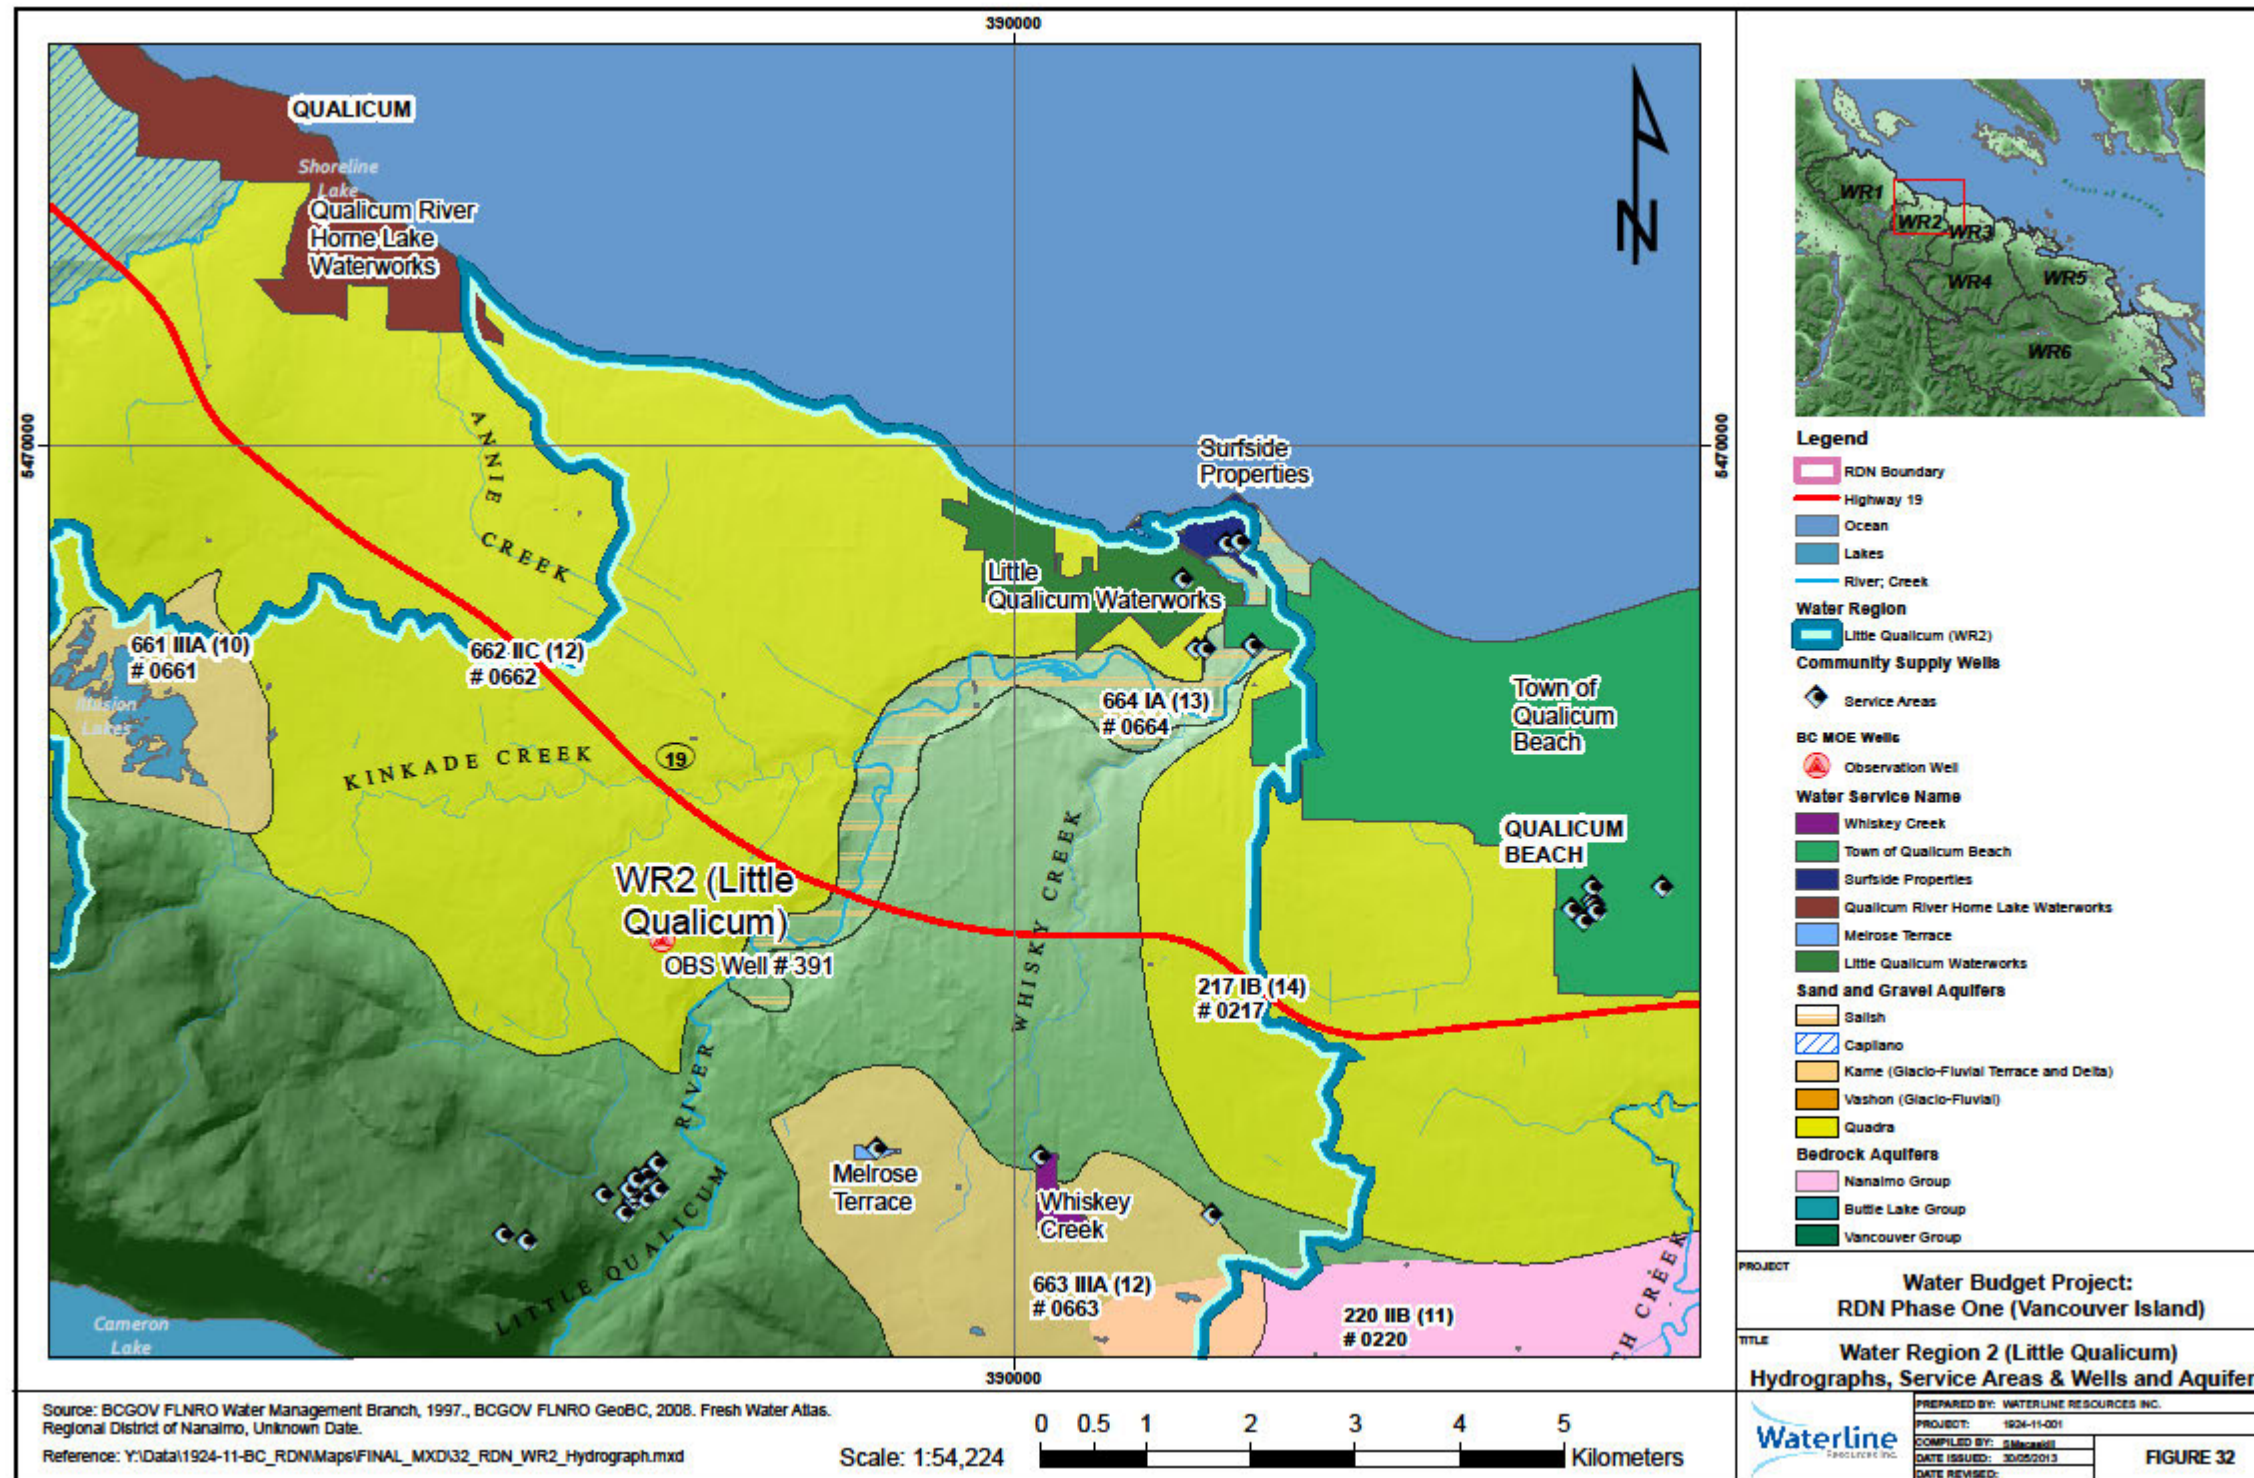 390000
QUALICUM
Shoreline
Lake
Qualicum River
Horne Lake
Waterworks
5470000
5470000
ANNIE CREEK
Surfside
Properties
Little
Qualicum Waterworks
661 IIIA (10)
# 0661
662 IIC (12)
# 0662
Illusion
Lakes
664 IA (13)
# 0664
Town of
Qualicum
Beach
KINKADE CREEK
19
QUALICUM
BEACH
WR2 (Little
Qualicum)
OBS Well # 391
WHISKY CREEK
217 IB (14)
# 0217
LITTLE QUALICUM RIVER
Melrose
Terrace
Whiskey
Creek
663 IIIA (12)
# 0663
220 IIB (11)
# 0220
CH CREEK
Cameron
Lake
390000
N
WR1
WR2
WR3
WR4
WR5
WR6
Legend
RDN Boundary
Highway 19
Ocean
Lakes
River; Creek
Water Region
Little Qualicum (WR2)
Community Supply Wells
Service Areas
BC MOE Wells
Observation Well
Water Service Name
Whiskey Creek
Town of Qualicum Beach
Surfside Properties
Qualicum River Horne Lake Waterworks
Melrose Terrace
Little Qualicum Waterworks
Sand and Gravel Aquifers
Salish
Capilano
Kame (Glacio-Fluvial Terrace and Delta)
Vashon (Glacio-Fluvial)
Quadra
Bedrock Aquifers
Nanaimo Group
Buttle Lake Group
Vancouver Group
PROJECT
Water Budget Project:
RDN Phase One (Vancouver Island)
TITLE
Water Region 2 (Little Qualicum)
Hydrographs, Service Areas & Wells and Aquifer
Source: BCGOV FLNRO Water Management Branch, 1997., BCGOV FLNRO GeoBC, 2008. Fresh Water Atlas.
Regional District of Nanaimo, Unknown Date.
Reference: Y:\Data\1924-11-BC_RDN\Maps\FINAL_MXD\32_RDN_WR2_Hydrograph.mxd
Scale: 1:54,224
0 0.5 1 2 3 4 5
Kilometers
Waterline
Resources Inc.
PREPARED BY: WATERLINE RESOURCES INC.
PROJECT: 1924-11-001
COMPILED BY: SMacaskill
DATE ISSUED: 30/05/2013
DATE REVISED:
FIGURE 32